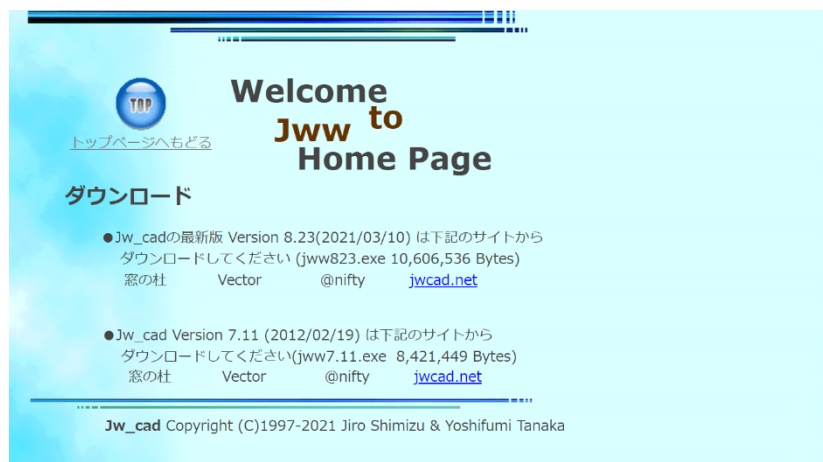 TOP
トップページへもどる
Welcome
to
Jww
Home Page
ダウンロード
●Jw_cadの最新版 Version 8.23(2021/03/10) は下記のサイトから
ダウンロードしてください (jww823.exe 10,606,536 Bytes)
窓の杜 Vector @nifty jwcad.net
●Jw_cad Version 7.11 (2012/02/19) は下記のサイトから
ダウンロードしてください(jww7.11.exe 8,421,449 Bytes)
窓の杜 Vector @nifty jwcad.net
Jw_cad Copyright (C)1997-2021 Jiro Shimizu & Yoshifumi Tanaka